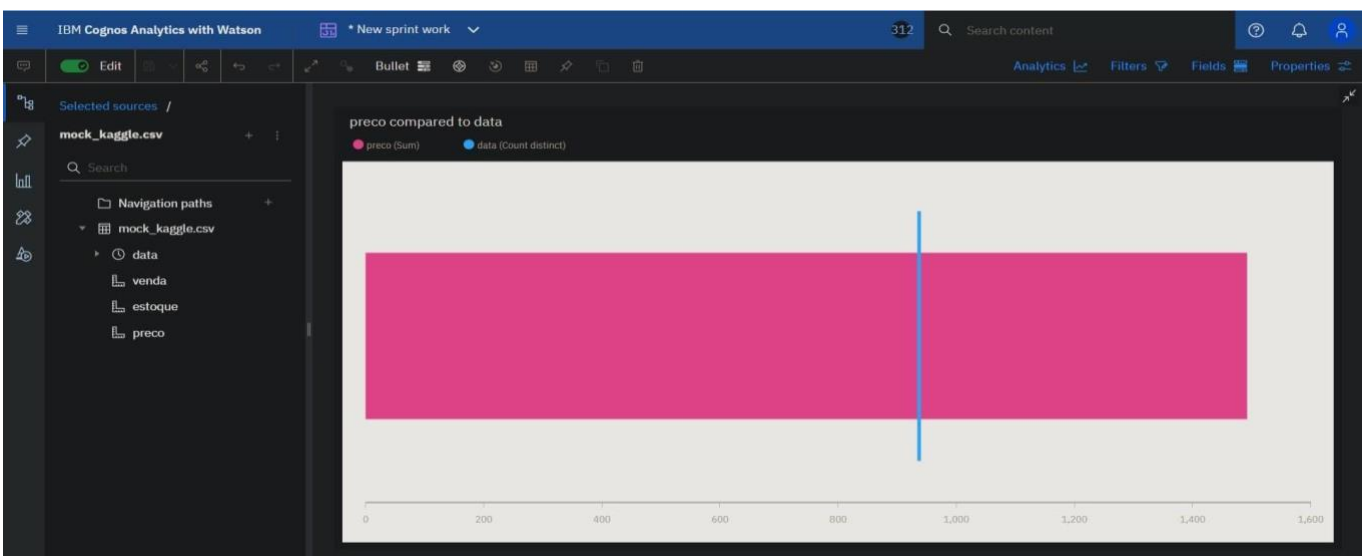 IBM Cognos Analytics with Watson
* New sprint work
312
Search content
Edit
Bullet
Analytics
Filters
Fields
Properties
Selected sources /
mock_kaggle.csv
Search
Navigation paths
mock_kaggle.csv
data
venda
estoque
preco
preco compared to data
preco (Sum) data (Count distinct)
0 200 400 600 800 1,000 1,200 1,400 1,600